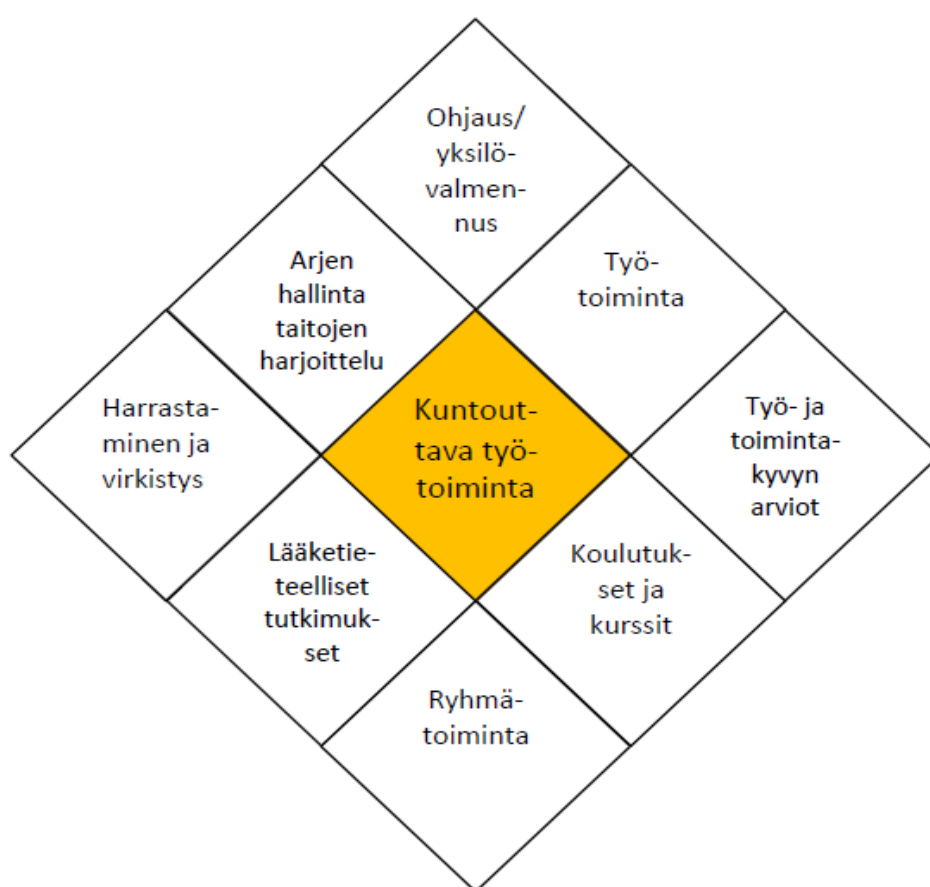 Ohjaus/
yksilö-
valmen-
nus
Arjen
hallinta
taitojen
harjoittelu
Työ-
toiminta
Harrasta-
minen ja
virkistys
Kuntout-
tava työ-
toiminta
Työ- ja
toiminta-
kyvyn
arviot
Lääketie-
teelliset
tutkimuk-
set
Koulutuk-
set ja
kurssit
Ryhmä-
toiminta